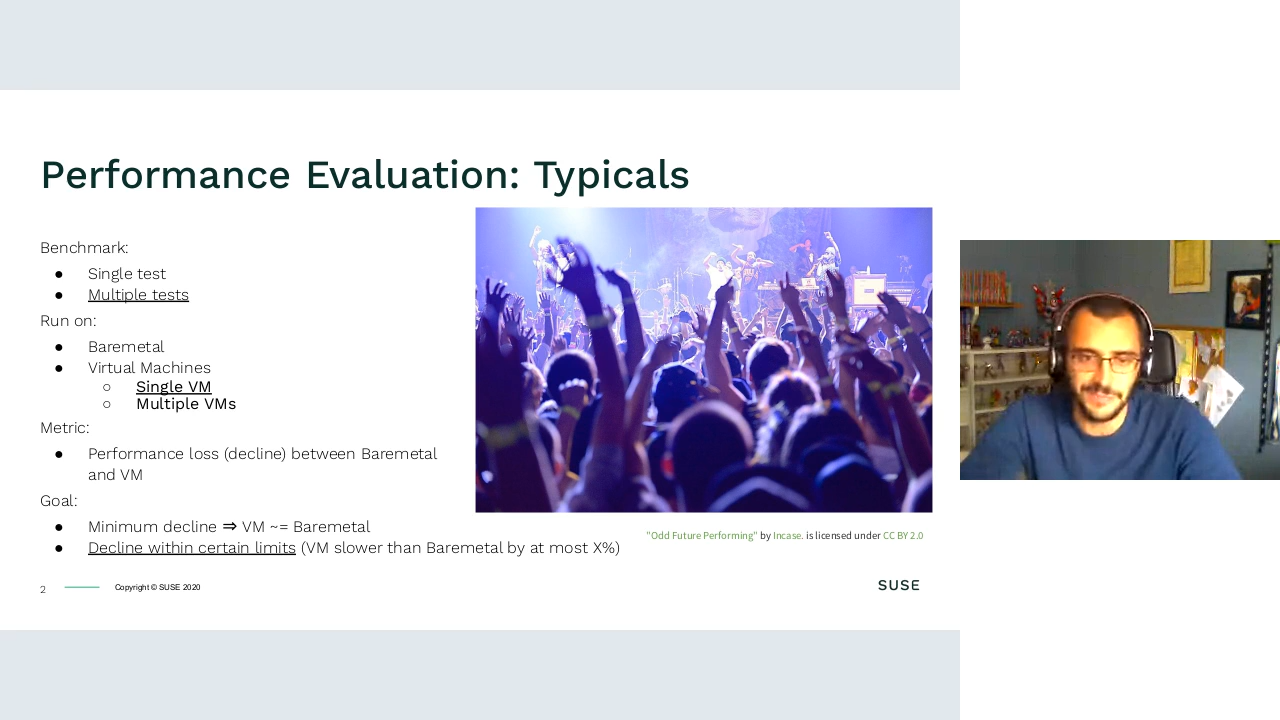 Performance Evaluation: Typicals
Benchmark:
● Single test
● Multiple tests
Run on:
● Baremetal
● Virtual Machines
○ Single VM
○ Multiple VMs
Metric:
● Performance loss (decline) between Baremetal
and VM
Goal:
● Minimum decline ⇒ VM ~= Baremetal
● Decline within certain limits (VM slower than Baremetal by at most X%)
"Odd Future Performing" by Incase. is licensed under CC BY 2.0
2
Copyright © SUSE 2020
SUSE